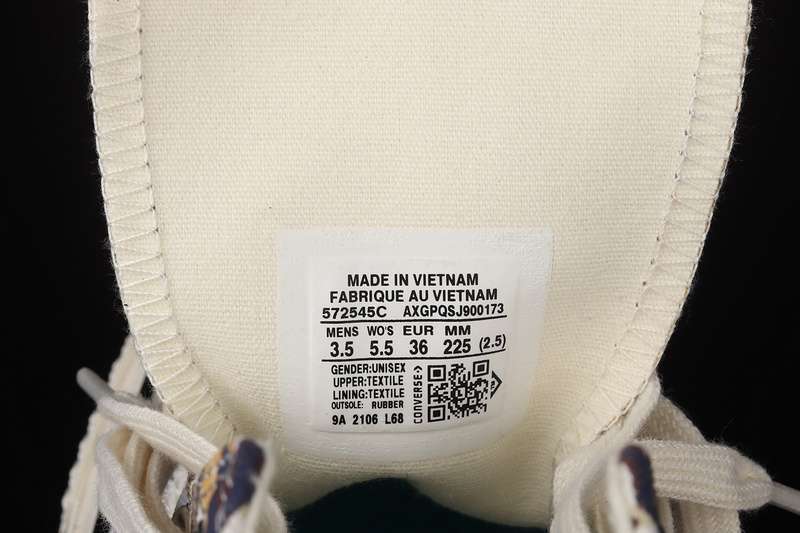 MADE IN VIETNAM
FABRIQUE AU VIETNAM
572545C AXGPQSJ900173
MENS WO'S EUR MM
3.5 5.5 36 225 (2.5)
GENDER:UNISEX
UPPER:TEXTILE
LINING:TEXTILE
OUTSOLE: RUBBER
9A 2106 L68
CONVERSE